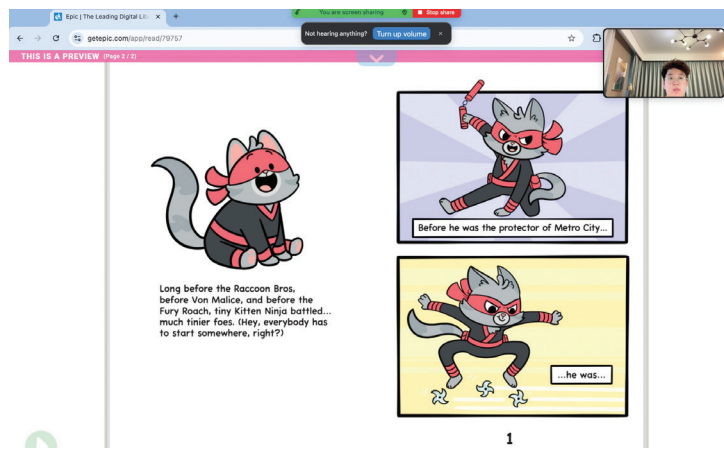 Epic | The Leading Digital Lib
You are screen sharing
Stop share
getepic.com/app/read/79757
Not hearing anything?
Turn up volume
THIS IS A PREVIEW (Page 2 / 2)
Long before the Raccoon Bros,
before Von Malice, and before the
Fury Roach, tiny Kitten Ninja battled...
much tinier foes. (Hey, everybody has
to start somewhere, right?)
Before he was the protector of Metro City...
...he was...
1